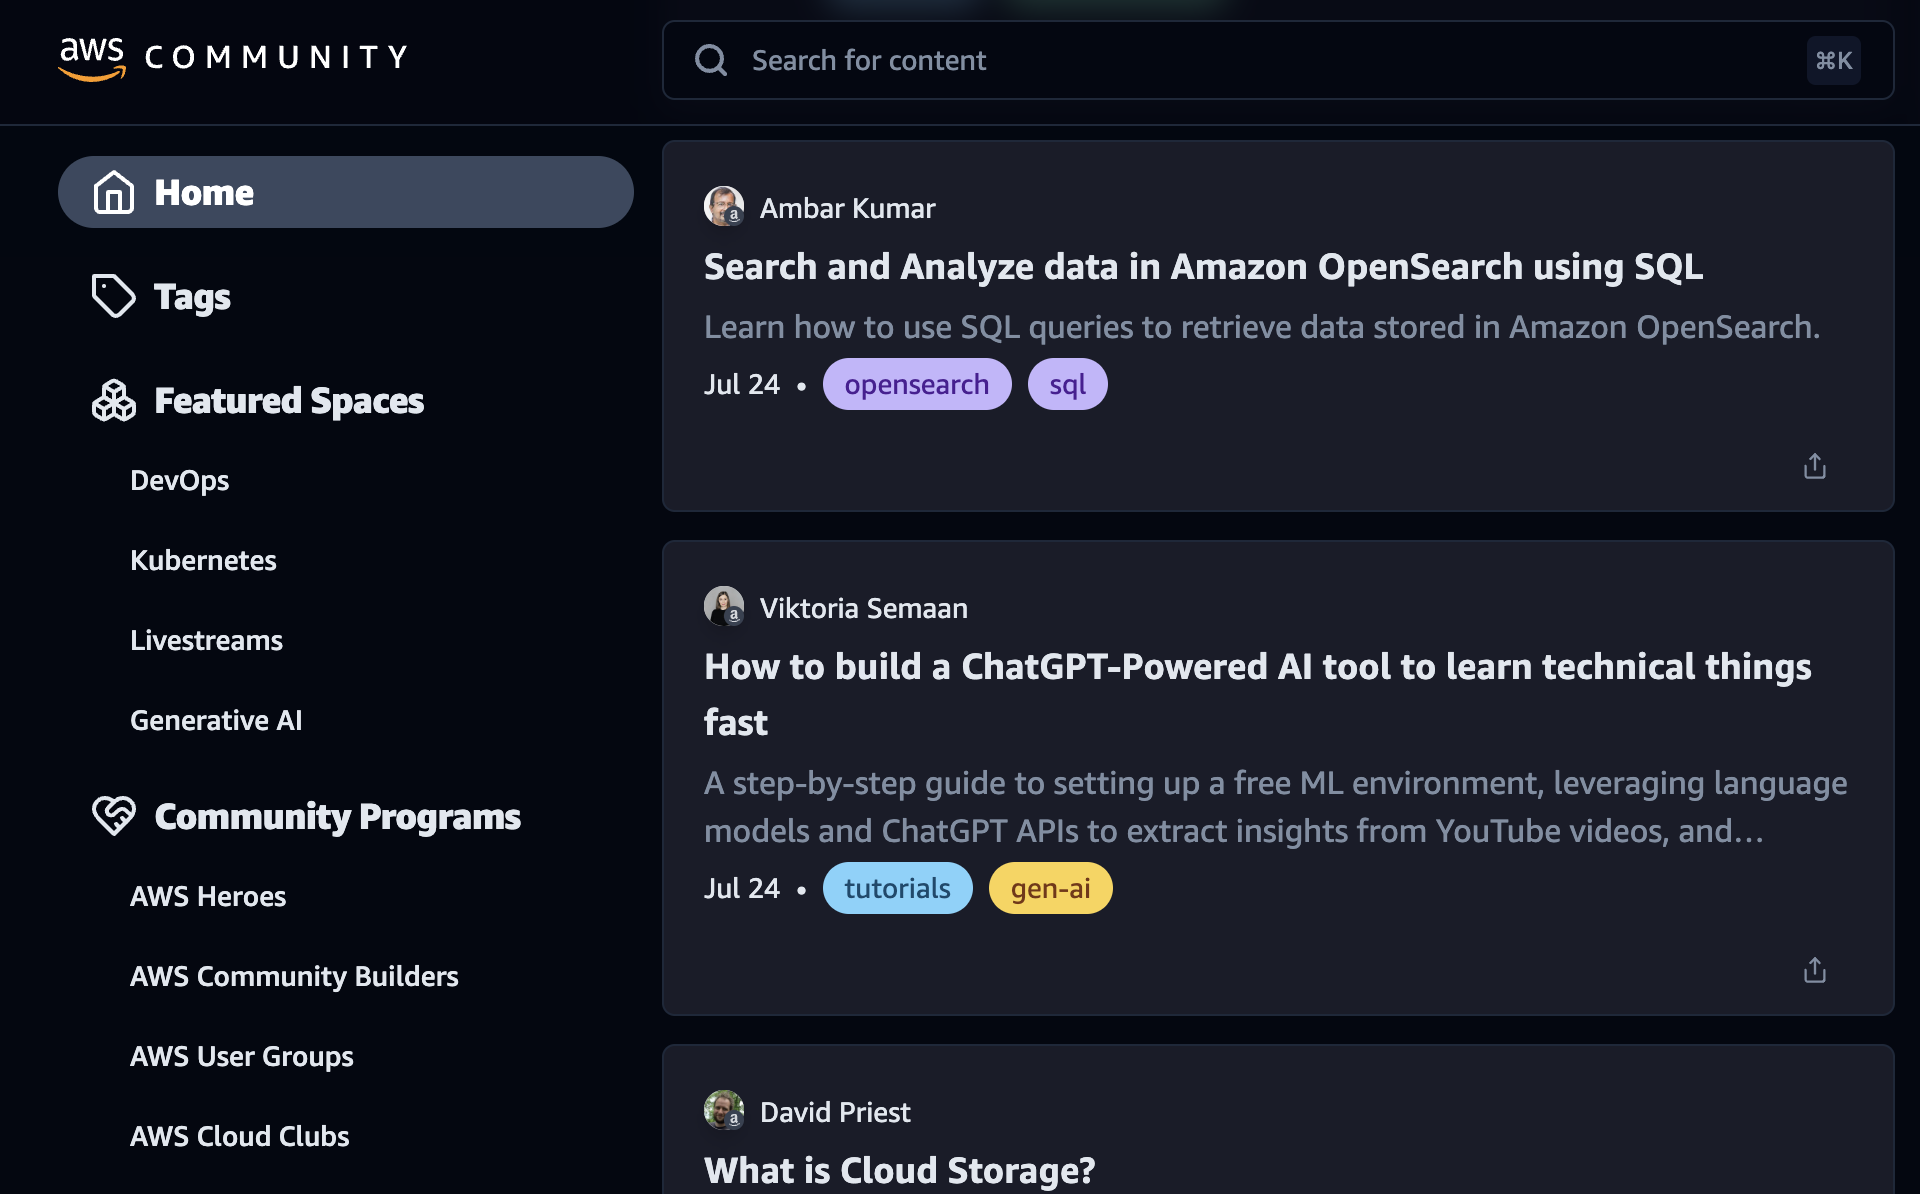 aws COMMUNITY
Search for content
⌘K
Home
Tags
Featured Spaces
DevOps
Kubernetes
Livestreams
Generative AI
Community Programs
AWS Heroes
AWS Community Builders
AWS User Groups
AWS Cloud Clubs
a
Ambar Kumar
Search and Analyze data in Amazon OpenSearch using SQL
Learn how to use SQL queries to retrieve data stored in Amazon OpenSearch.
Jul 24 • opensearch sql
a
Viktoria Semaan
How to build a ChatGPT-Powered AI tool to learn technical things
fast
A step-by-step guide to setting up a free ML environment, leveraging language
models and ChatGPT APIs to extract insights from YouTube videos, and…
Jul 24 • tutorials gen-ai
a
David Priest
What is Cloud Storage?